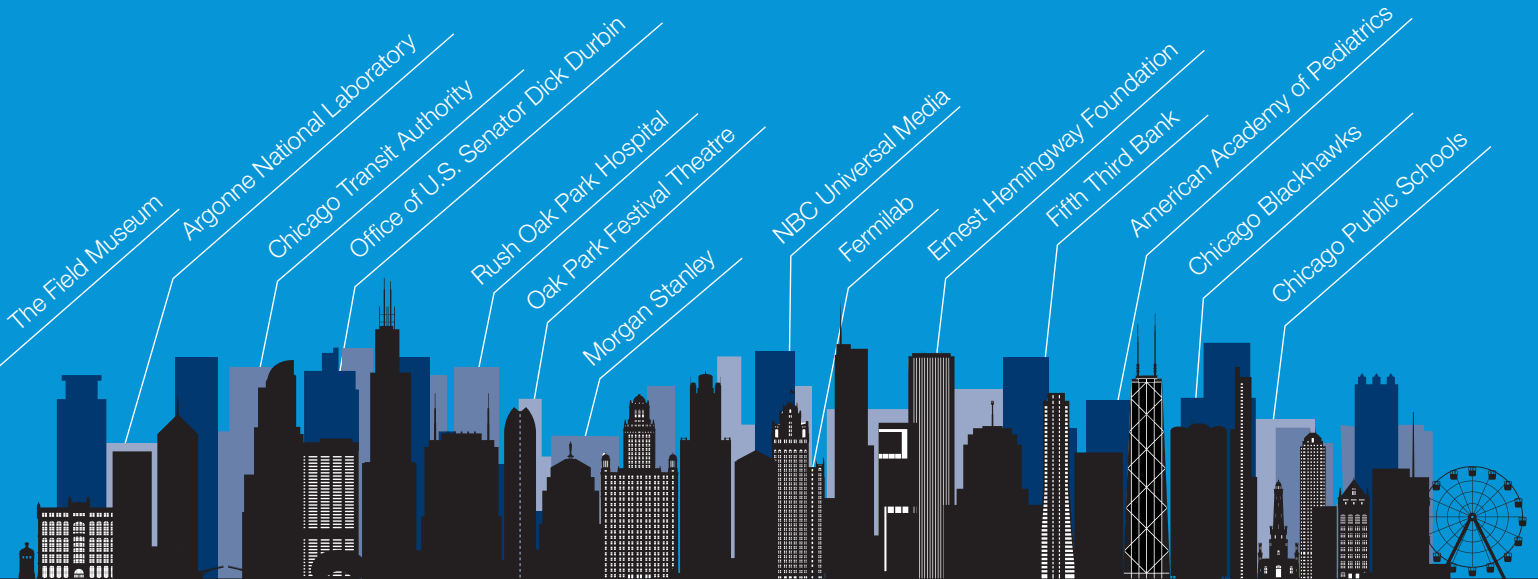 The Field Museum
Argonne National Laboratory
Chicago Transit Authority
Office of U.S. Senator Dick Durbin
Rush Oak Park Hospital
Oak Park Festival Theatre
Morgan Stanley
NBC Universal Media
Fermilab
Ernest Hemingway Foundation
Fifth Third Bank
American Academy of Pediatrics
Chicago Blackhawks
Chicago Public Schools